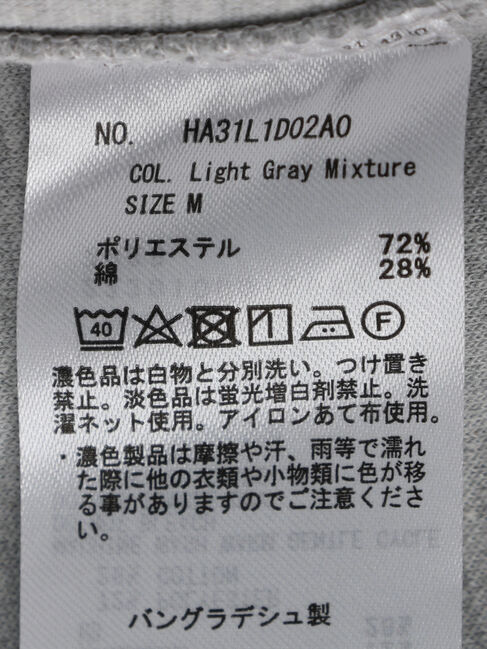 NO. HA31L1D02A0
COL. Light Gray Mixture
SIZE M
ポリエステル 72%
綿 28%
40 F
濃色品は白物と分別洗い。つけ置き
禁止。淡色品は蛍光増白剤禁止。洗
濯ネット使用。アイロンあて布使用。
・濃色製品は摩擦や汗、雨等で濡れ
た際に他の衣類や小物類に色が移
る事がありますのでご注意くださ
い。
バングラデシュ製